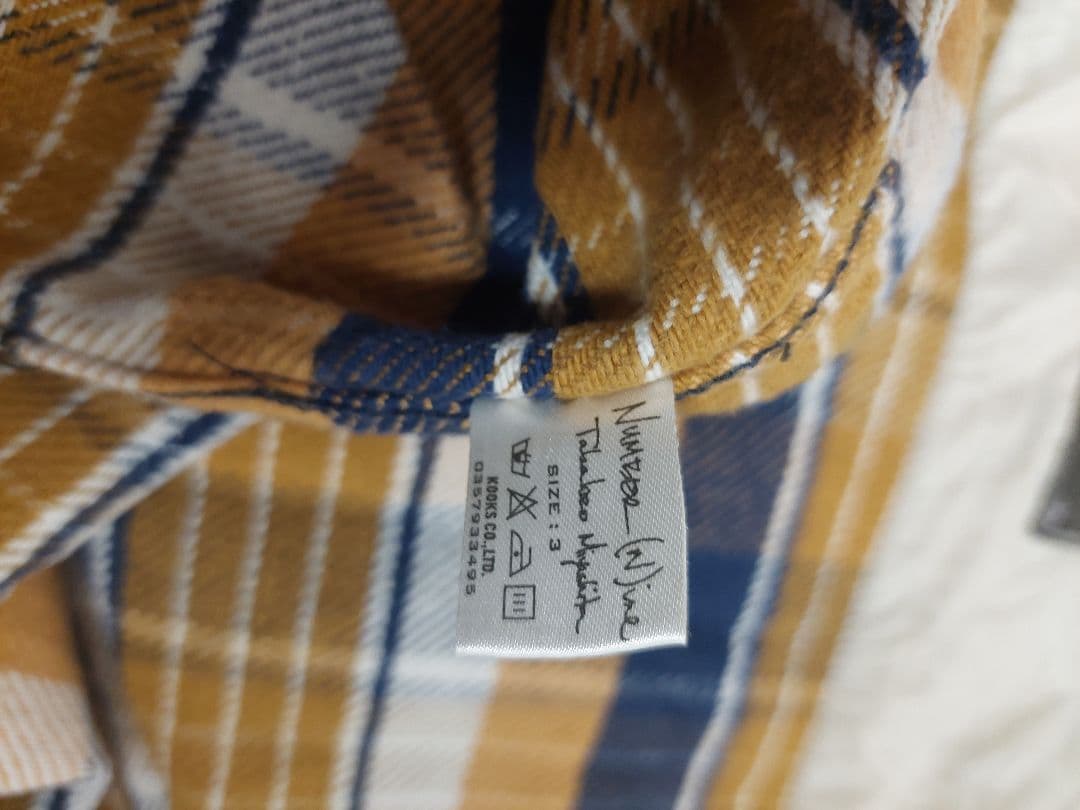 NUMBER (N)ine
Takahiro Miyashita
SIZE : 3
KOOKS CO.,LTD.
0357933495